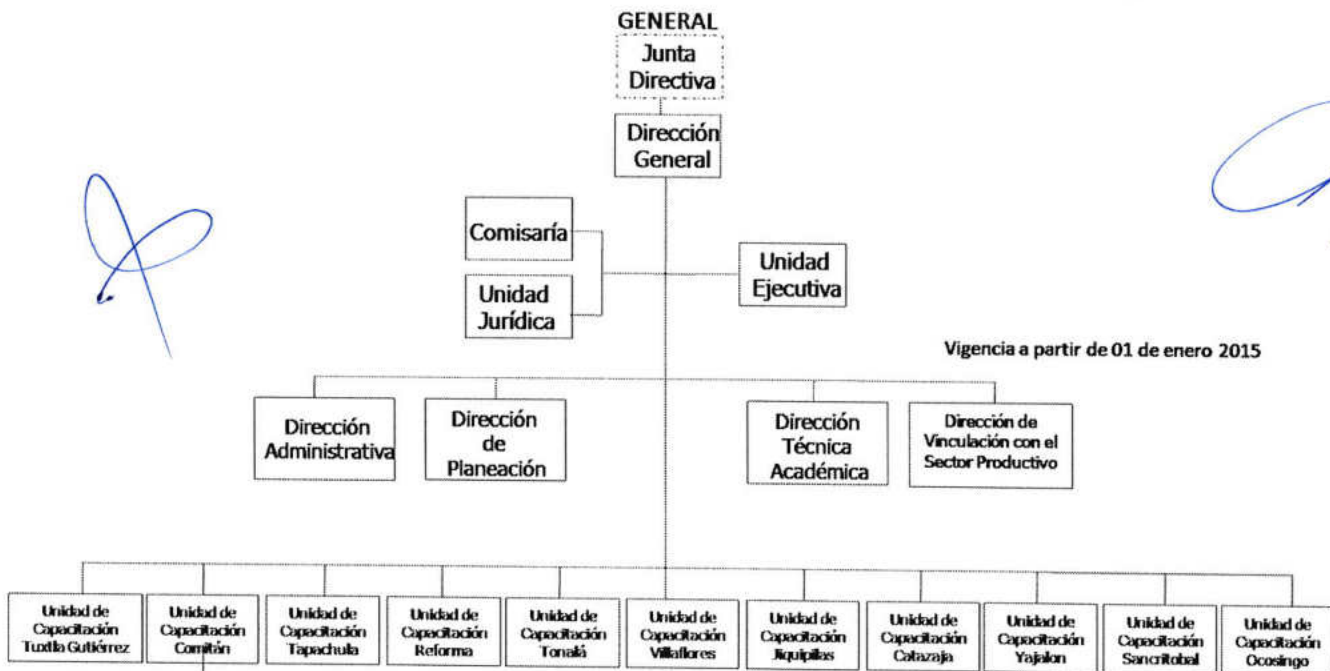 GENERAL
Junta
Directiva
Dirección
General
Comisaría
Unidad
Jurídica
Unidad
Ejecutiva
Vigencia a partir de 01 de enero 2015
Dirección
Administrativa
Dirección
de
Planeación
Dirección
Técnica
Académica
Dirección de
Vinculación con el
Sector Productivo
Unidad de
Capacitación
Tuxtla Gutiérrez
Unidad de
Capacitación
Comitán
Unidad de
Capacitación
Tapachula
Unidad de
Capacitación
Reforma
Unidad de
Capacitación
Tonalá
Unidad de
Capacitación
Villaflores
Unidad de
Capacitación
Jiquipilas
Unidad de
Capacitación
Catazaja
Unidad de
Capacitación
Yajalon
Unidad de
Capacitación
Sancritobal
Unidad de
Capacitación
Ocosingo